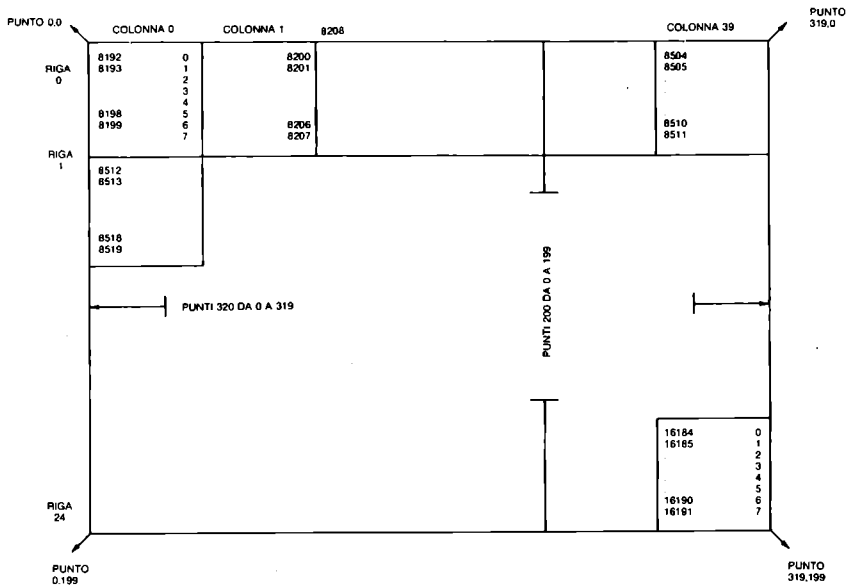 PUNTO 0,0
COLONNA 0
COLONNA 1
8208
COLONNA 39
PUNTO
319,0
RIGA
0
8192 0
8193 1
2
3
4
8198 5
8199 6
7
8200
8201
8206
8207
8504
8505
8510
8511
RIGA
1
8512
8513
8518
8519
PUNTI 320 DA 0 A 319
PUNTI 200 DA 0 A 199
16184 0
16185 1
2
3
4
5
16190 6
16191 7
RIGA
24
PUNTO
0,199
PUNTO
319,199